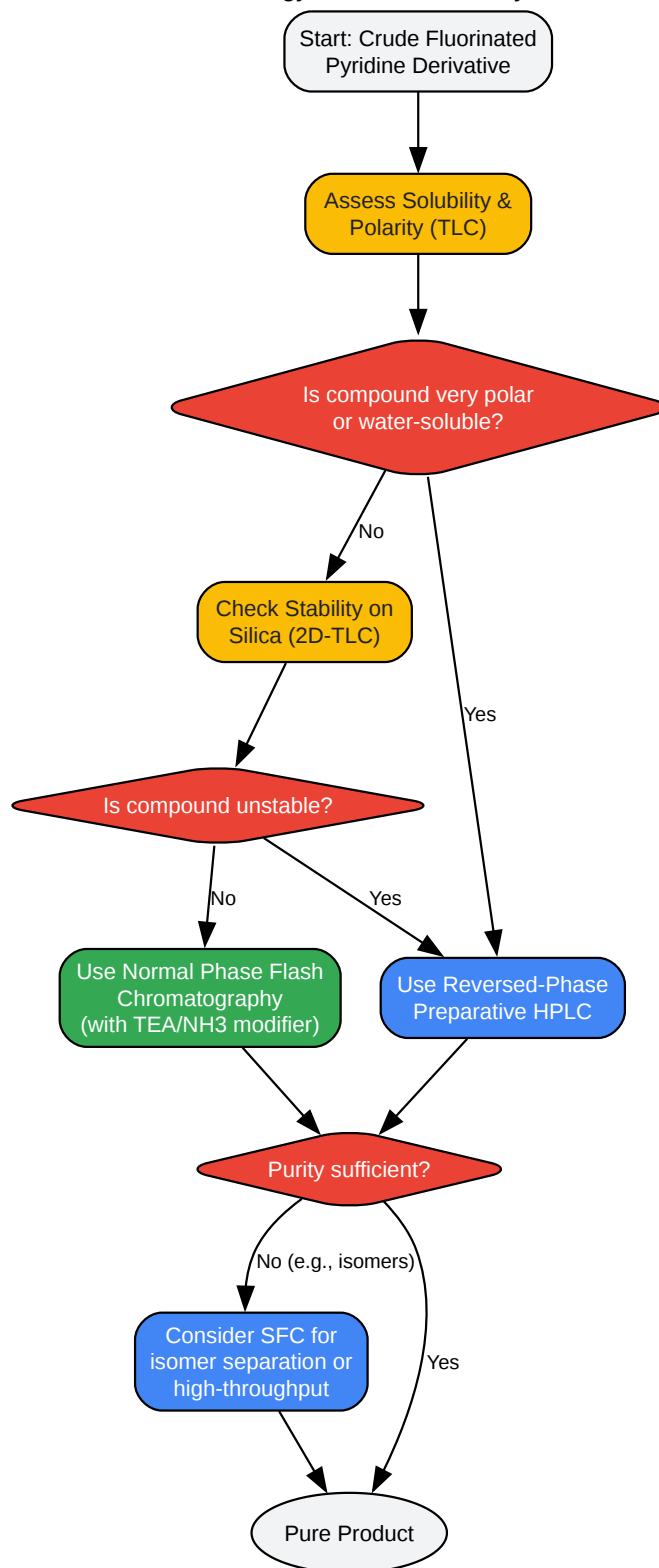 Start: Crude Fluorinated
Pyridine Derivative
Assess Solubility &
Polarity (TLC)
Is compound very polar
or water-soluble?
No
Check Stability on
Silica (2D-TLC)
Yes
Is compound unstable?
No
Yes
Use Normal Phase Flash
Chromatography
(with TEA/NH3 modifier)
Use Reversed-Phase
Preparative HPLC
Purity sufficient?
No (e.g., isomers)
Consider SFC for
isomer separation or
high-throughput
Yes
Pure Product